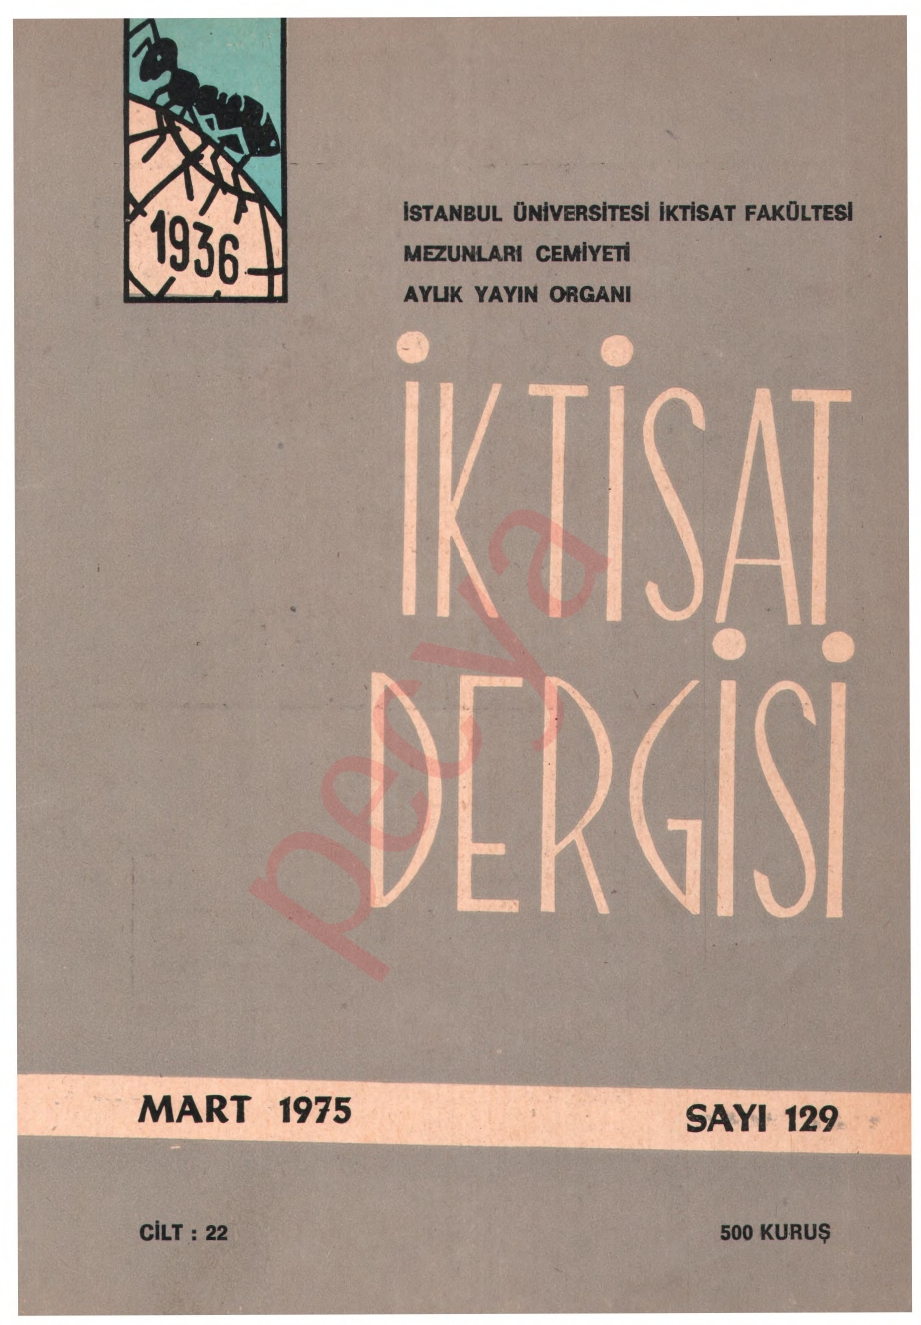 1936
İSTANBUL ÜNİVERSİTESİ İKTİSAT FAKÜLTESİ
MEZUNLARI CEMİYETİ
AYLIK YAYIN ORGANI
İKTİSAT
DERGİSİ
pecya
MART 1975
SAYI 129
CİLT : 22
500 KURUŞ